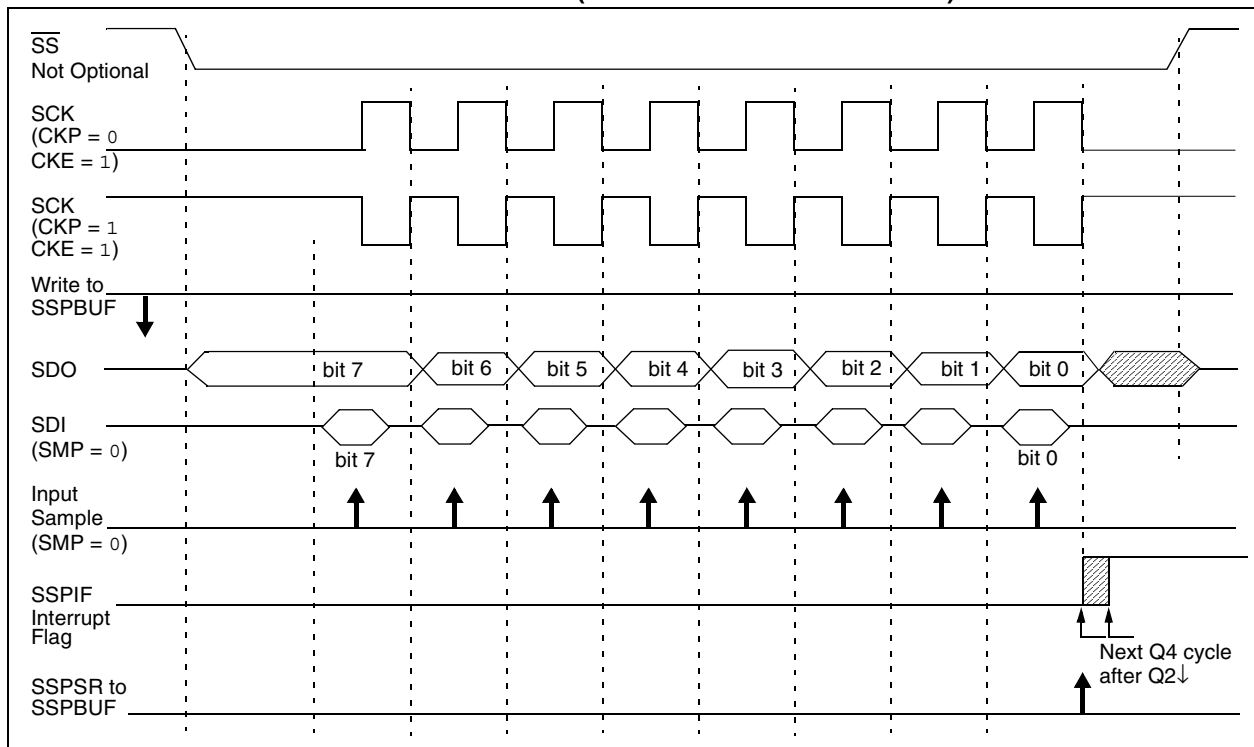 SS
Not Optional
SCK
(CKP = 0
CKE = 1)
SCK
(CKP = 1
CKE = 1)
Write to
SSPBUF
SDO
bit 7
bit 6
bit 5
bit 4
bit 3
bit 2
bit 1
bit 0
SDI
(SMP = 0)
bit 7
bit 0
Input
Sample
(SMP = 0)
SSPIF
Interrupt
Flag
Next Q4 cycle
after Q2↓
SSPSR to
SSPBUF